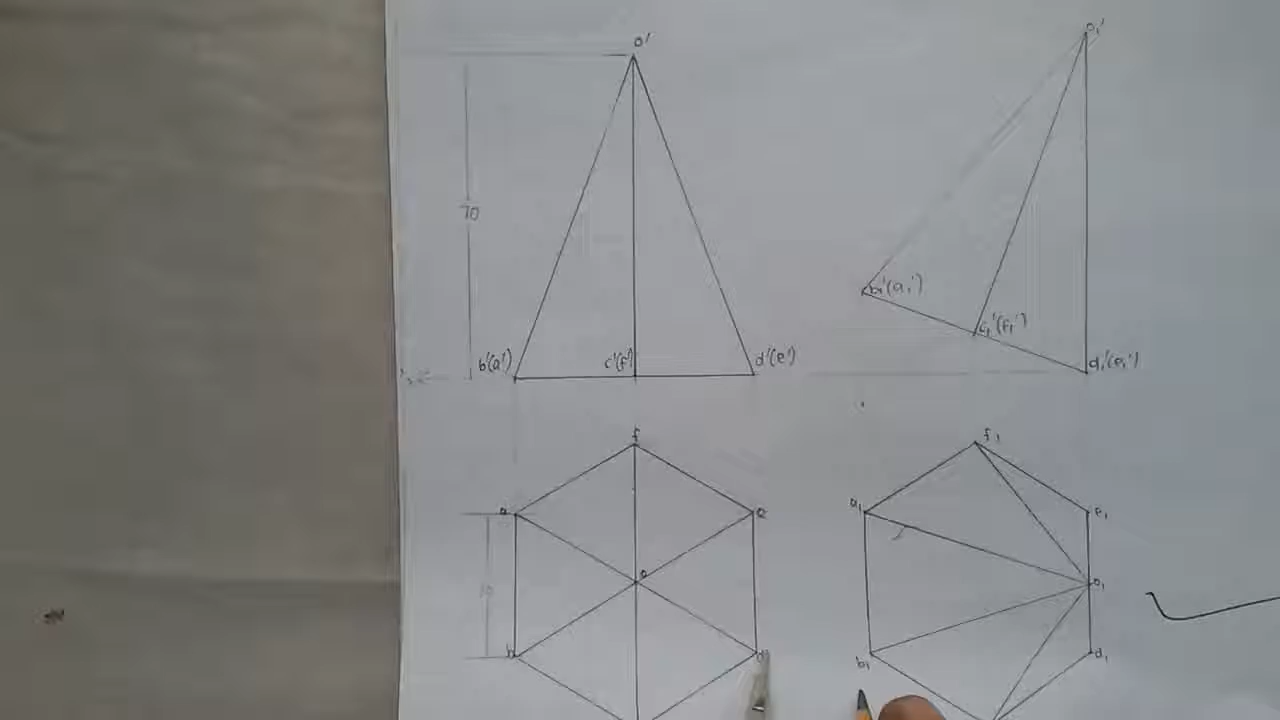 o'
o₁'
70
b₁'(a₁')
c₁'(f₁')
b'(a')
c'(f')
d'(e')
d₁'(e₁')
f
f₁
a
e
a₁
e₁
o
o₁
b
d
b₁
d₁